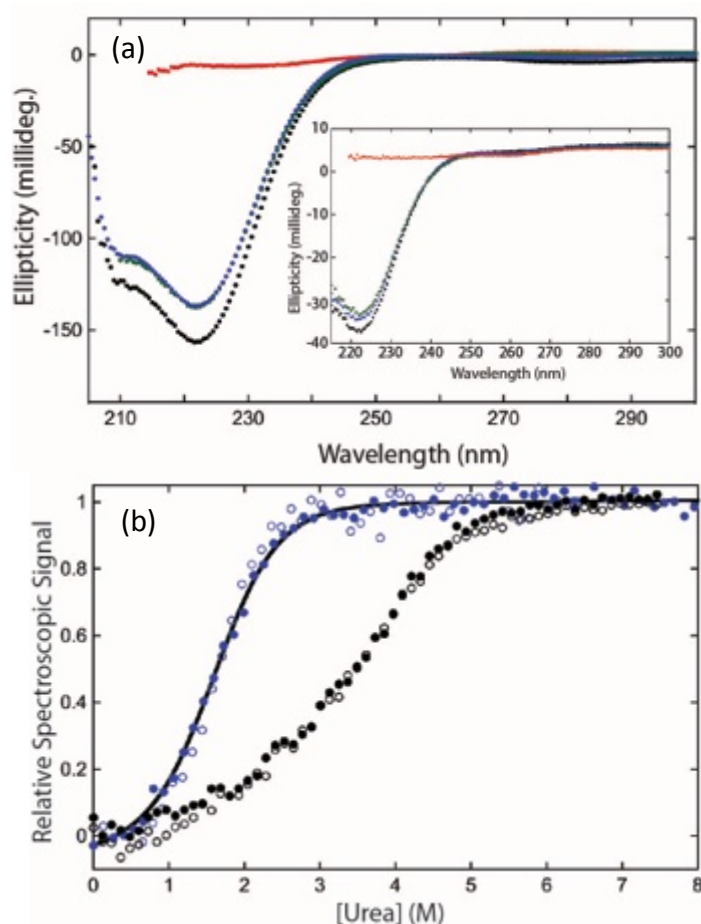 (a)
0
-50
-100
-150
Ellipticity (millideg.)
210 230 250 270 290
Wavelength (nm)
10
0
-10
-20
-30
-40
Ellipticity (millideg.)
220 230 240 250 260 270 280 290 300
Wavelength (nm)
(b)
1
0.8
0.6
0.4
0.2
0
Relative Spectroscopic Signal
0 1 2 3 4 5 6 7 8
[Urea] (M)